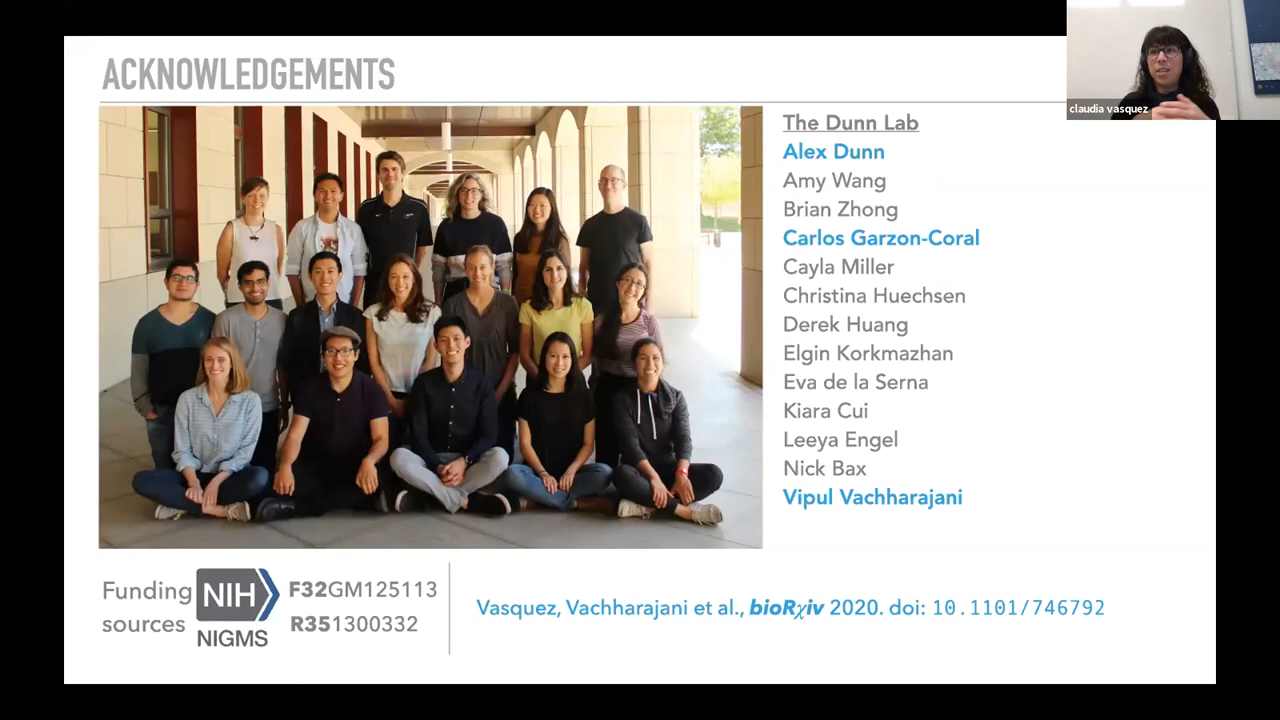 ACKNOWLEDGEMENTS
claudia vasquez
The Dunn Lab
Alex Dunn
Amy Wang
Brian Zhong
Carlos Garzon-Coral
Cayla Miller
Christina Huechsen
Derek Huang
Elgin Korkmazhan
Eva de la Serna
Kiara Cui
Leeya Engel
Nick Bax
Vipul Vachharajani
Funding
sources
NIH
NIGMS
F32GM125113
R351300332
Vasquez, Vachharajani et al., bioRχiv 2020. doi: 10.1101/746792